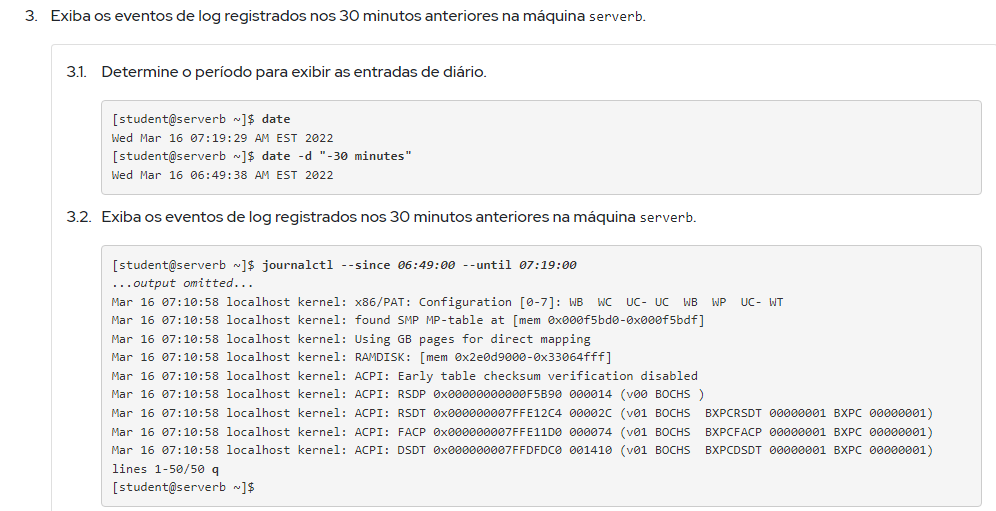 3. Exiba os eventos de log registrados nos 30 minutos anteriores na máquina serverb.
3.1. Determine o período para exibir as entradas de diário.
[student@serverb ~]$ date
Wed Mar 16 07:19:29 AM EST 2022
[student@serverb ~]$ date -d "-30 minutes"
Wed Mar 16 06:49:38 AM EST 2022
3.2. Exiba os eventos de log registrados nos 30 minutos anteriores na máquina serverb.
[student@serverb ~]$ journalctl --since 06:49:00 --until 07:19:00
...output omitted...
Mar 16 07:10:58 localhost kernel: x86/PAT: Configuration [0-7]: WB  WC  UC- UC  WB  WP  UC- WT
Mar 16 07:10:58 localhost kernel: found SMP MP-table at [mem 0x000f5bd0-0x000f5bdf]
Mar 16 07:10:58 localhost kernel: Using GB pages for direct mapping
Mar 16 07:10:58 localhost kernel: RAMDISK: [mem 0x2e0d9000-0x33064fff]
Mar 16 07:10:58 localhost kernel: ACPI: Early table checksum verification disabled
Mar 16 07:10:58 localhost kernel: ACPI: RSDP 0x00000000000F5B90 000014 (v00 BOCHS )
Mar 16 07:10:58 localhost kernel: ACPI: RSDT 0x000000007FFE12C4 00002C (v01 BOCHS  BXPCRSDT 00000001 BXPC 00000001)
Mar 16 07:10:58 localhost kernel: ACPI: FACP 0x000000007FFE11D0 000074 (v01 BOCHS  BXPCFACP 00000001 BXPC 00000001)
Mar 16 07:10:58 localhost kernel: ACPI: DSDT 0x000000007FFDFDC0 001410 (v01 BOCHS  BXPCDSDT 00000001 BXPC 00000001)
lines 1-50/50 q
[student@serverb ~]$